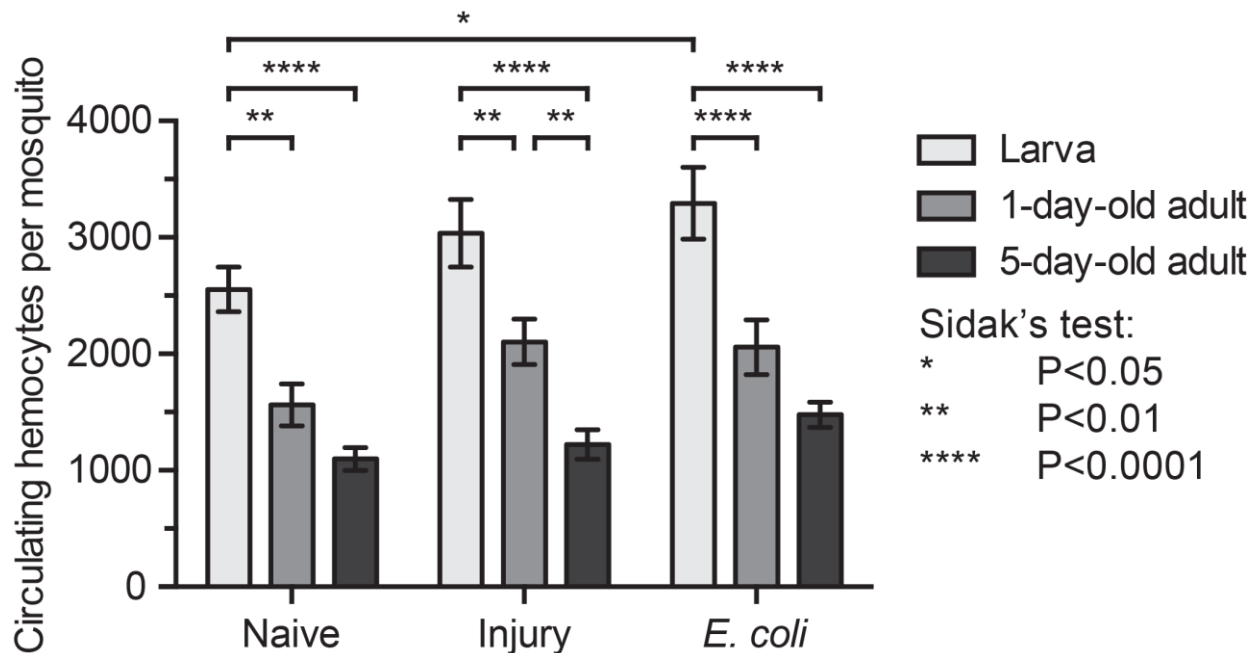 *
**** **** ****
** ** ** ****
Circulating hemocytes per mosquito
4000
3000
2000
1000
0
Naive Injury E. coli
Larva
1-day-old adult
5-day-old adult
Sidak's test:
* P<0.05
** P<0.01
**** P<0.0001